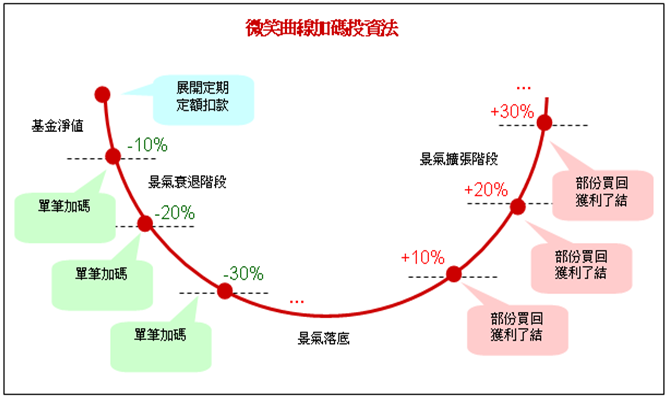 微笑曲線加碼投資法
展開定期
定額扣款
基金淨值
-10%
景氣衰退階段
單筆加碼
-20%
單筆加碼
-30%
單筆加碼
...
景氣落底
+10%
部份買回
獲利了結
+20%
部份買回
獲利了結
景氣擴張階段
+30%
部份買回
獲利了結
...